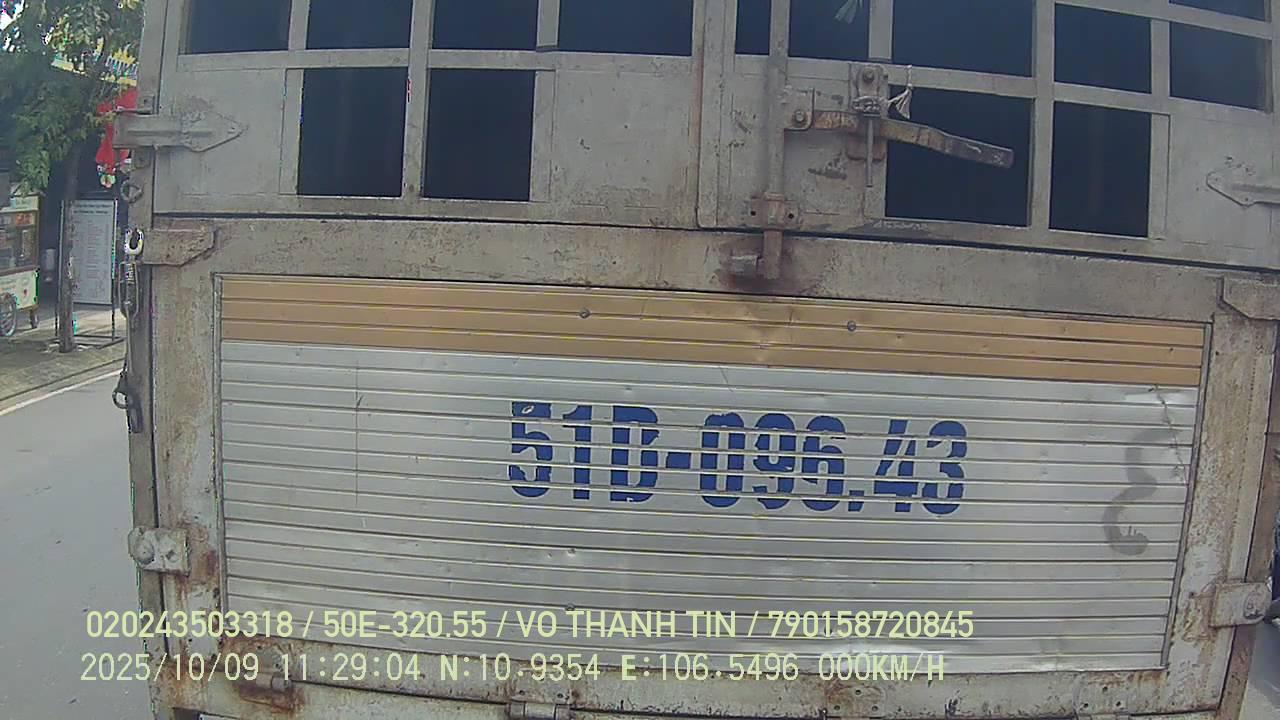 51D-096.43
020243503318 / 50E-320.55 / VO THANH TIN / 790158720845
2025/10/09 11:29:04 N:10.9354 E:106.5496 000KM/H